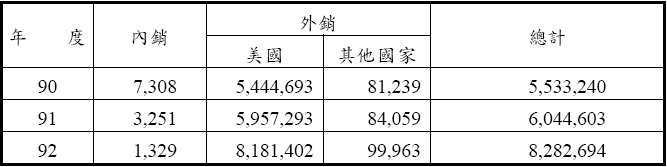 年 度 內銷 外銷 總計
美國 其他國家
90 7,308 5,444,693 81,239 5,533,240
91 3,251 5,957,293 84,059 6,044,603
92 1,329 8,181,402 99,963 8,282,694